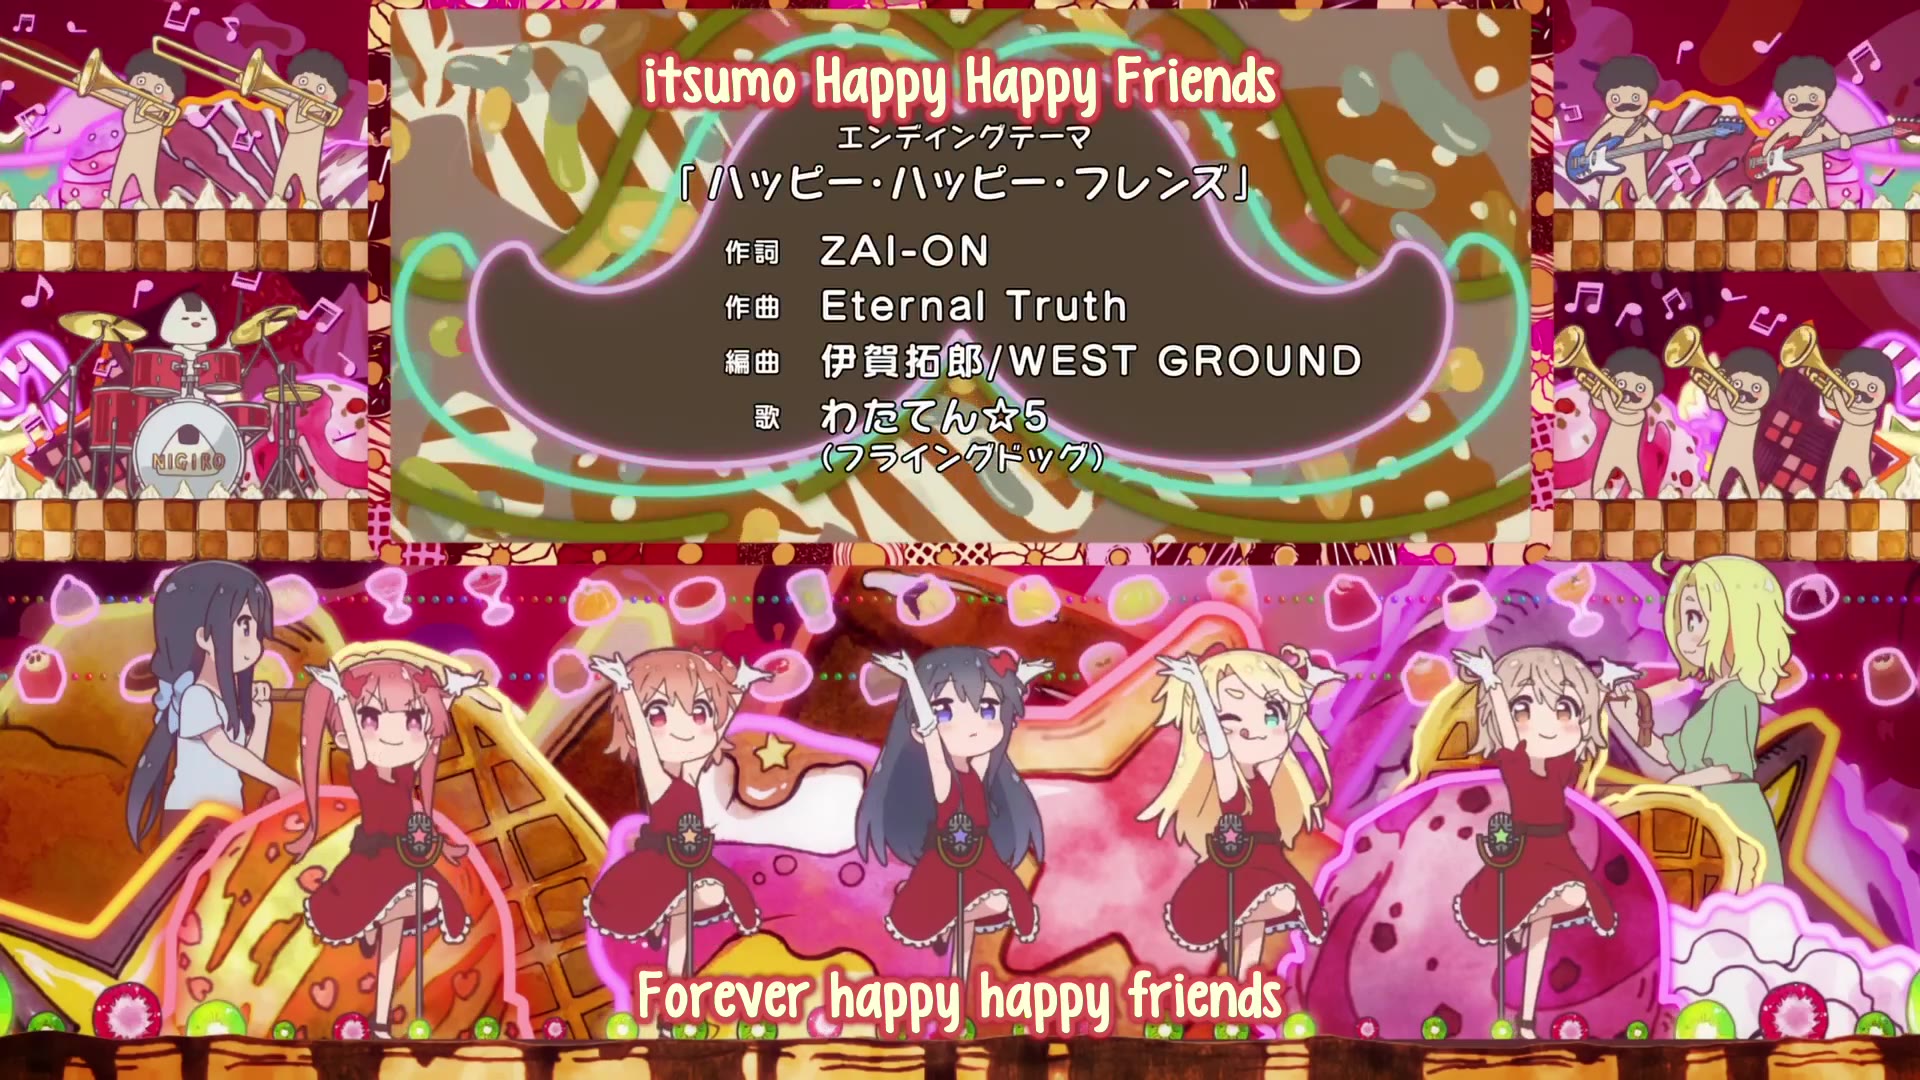 itsumo Happy Happy Friends
エンディングテーマ
「ハッピー・ハッピー・フレンズ」
作詞 ZAI-ON
作曲 Eternal Truth
編曲 伊賀拓郎/WEST GROUND
歌 わたてん☆5
(フライングドッグ)
NIGIRO
Forever happy happy friends